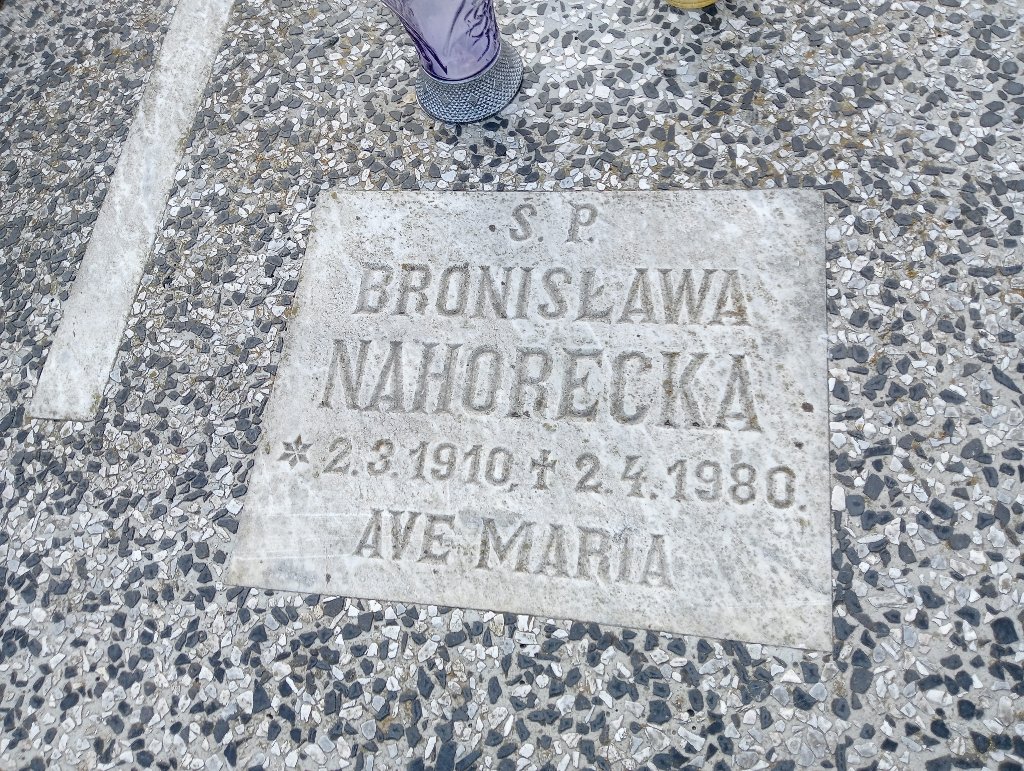 S. P.
BRONISŁAWA
NAHORECKA
* 2.3.1910, ✝ 2.4.1980.
AVE MARIA